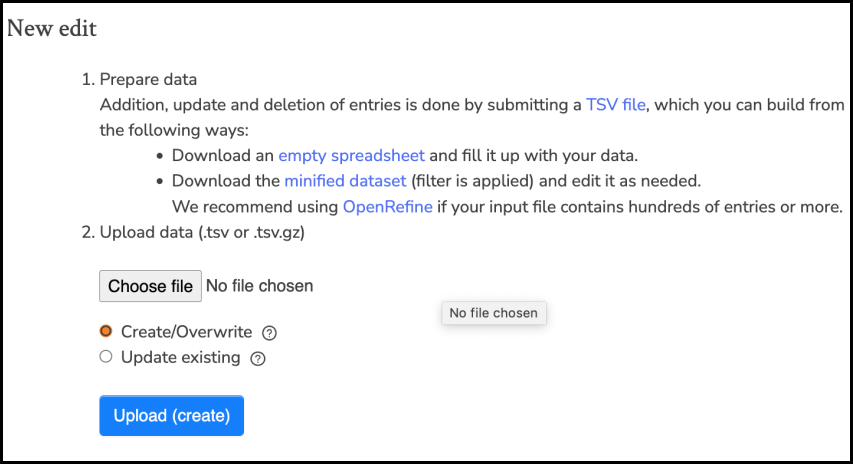 New edit
1. Prepare data
Addition, update and deletion of entries is done by submitting a TSV file, which you can build from
the following ways:
• Download an empty spreadsheet and fill it up with your data.
• Download the minified dataset (filter is applied) and edit it as needed.
We recommend using OpenRefine if your input file contains hundreds of entries or more.
2. Upload data (.tsv or .tsv.gz)
Choose file No file chosen
No file chosen
Create/Overwrite ?
Update existing ?
Upload (create)